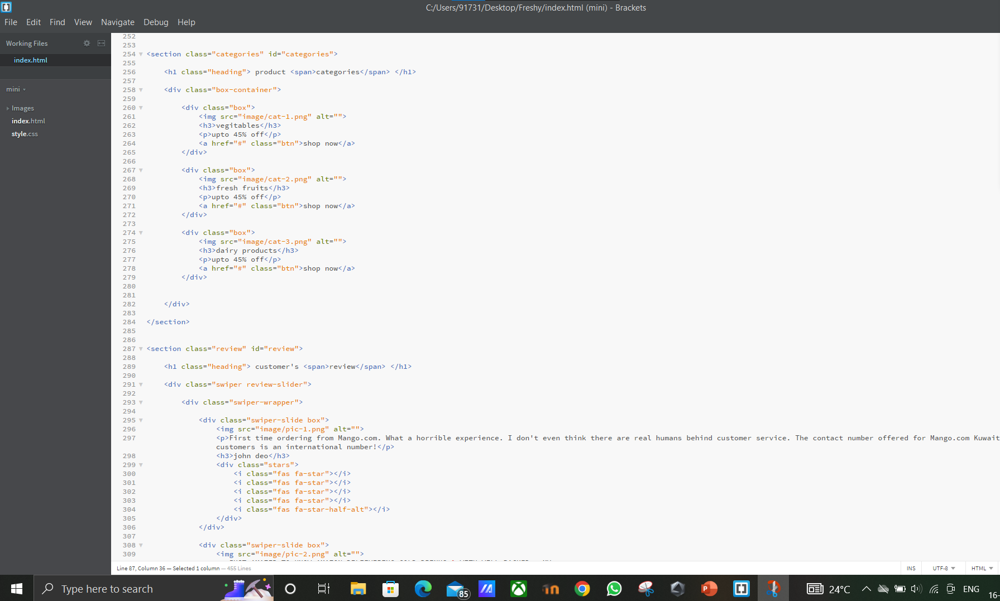 C:/Users/91731/Desktop/Freshy/index.html (mini) - Brackets
File Edit Find View Navigate Debug Help
Working Files
index.html
mini
Images
index.html
style.css
252
253
254 <section class="categories" id="categories">
255
256 <h1 class="heading"> product <span>categories</span> </h1>
257
258 <div class="box-container">
259
260 <div class="box">
261 <img src="image/cat-1.png" alt="">
262 <h3>vegitables</h3>
263 <p>upto 45% off</p>
264 <a href="#" class="btn">shop now</a>
265 </div>
266
267 <div class="box">
268 <img src="image/cat-2.png" alt="">
269 <h3>fresh fruits</h3>
270 <p>upto 45% off</p>
271 <a href="#" class="btn">shop now</a>
272 </div>
273
274 <div class="box">
275 <img src="image/cat-3.png" alt="">
276 <h3>dairy products</h3>
277 <p>upto 45% off</p>
278 <a href="#" class="btn">shop now</a>
279 </div>
280
281
282 </div>
283
284 </section>
285
286
287 <section class="review" id="review">
288
289 <h1 class="heading"> customer's <span>review</span> </h1>
290
291 <div class="swiper review-slider">
292
293 <div class="swiper-wrapper">
294
295 <div class="swiper-slide box">
296 <img src="image/pic-1.png" alt="">
297 <p>First time ordering from Mango.com. What a horrible experience. I don't even think there are real humans behind customer service. The contact number offered for Mango.com Kuwait
customers is an international number!</p>
298 <h3>john deo</h3>
299 <div class="stars">
300 <i class="fas fa-star"></i>
301 <i class="fas fa-star"></i>
302 <i class="fas fa-star"></i>
303 <i class="fas fa-star"></i>
304 <i class="fas fa-star-half-alt"></i>
305 </div>
306 </div>
307
308 <div class="swiper-slide box">
309 <img src="image/pic-2.png" alt="">
Line 87, Column 36 — Selected 1 column — 455 Lines
INS UTF-8 HTML
Type here to search
85
24°C
ENG
16-